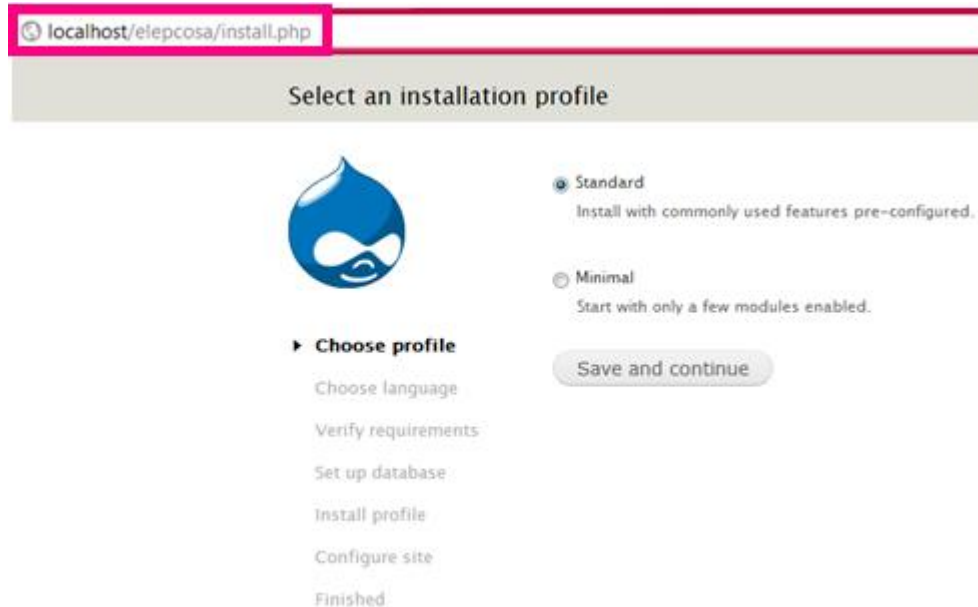 localhost/elepcosa/install.php
Select an installation profile
Standard
Install with commonly used features pre-configured.
Minimal
Start with only a few modules enabled.
Save and continue
Choose profile
Choose language
Verify requirements
Set up database
Install profile
Configure site
Finished